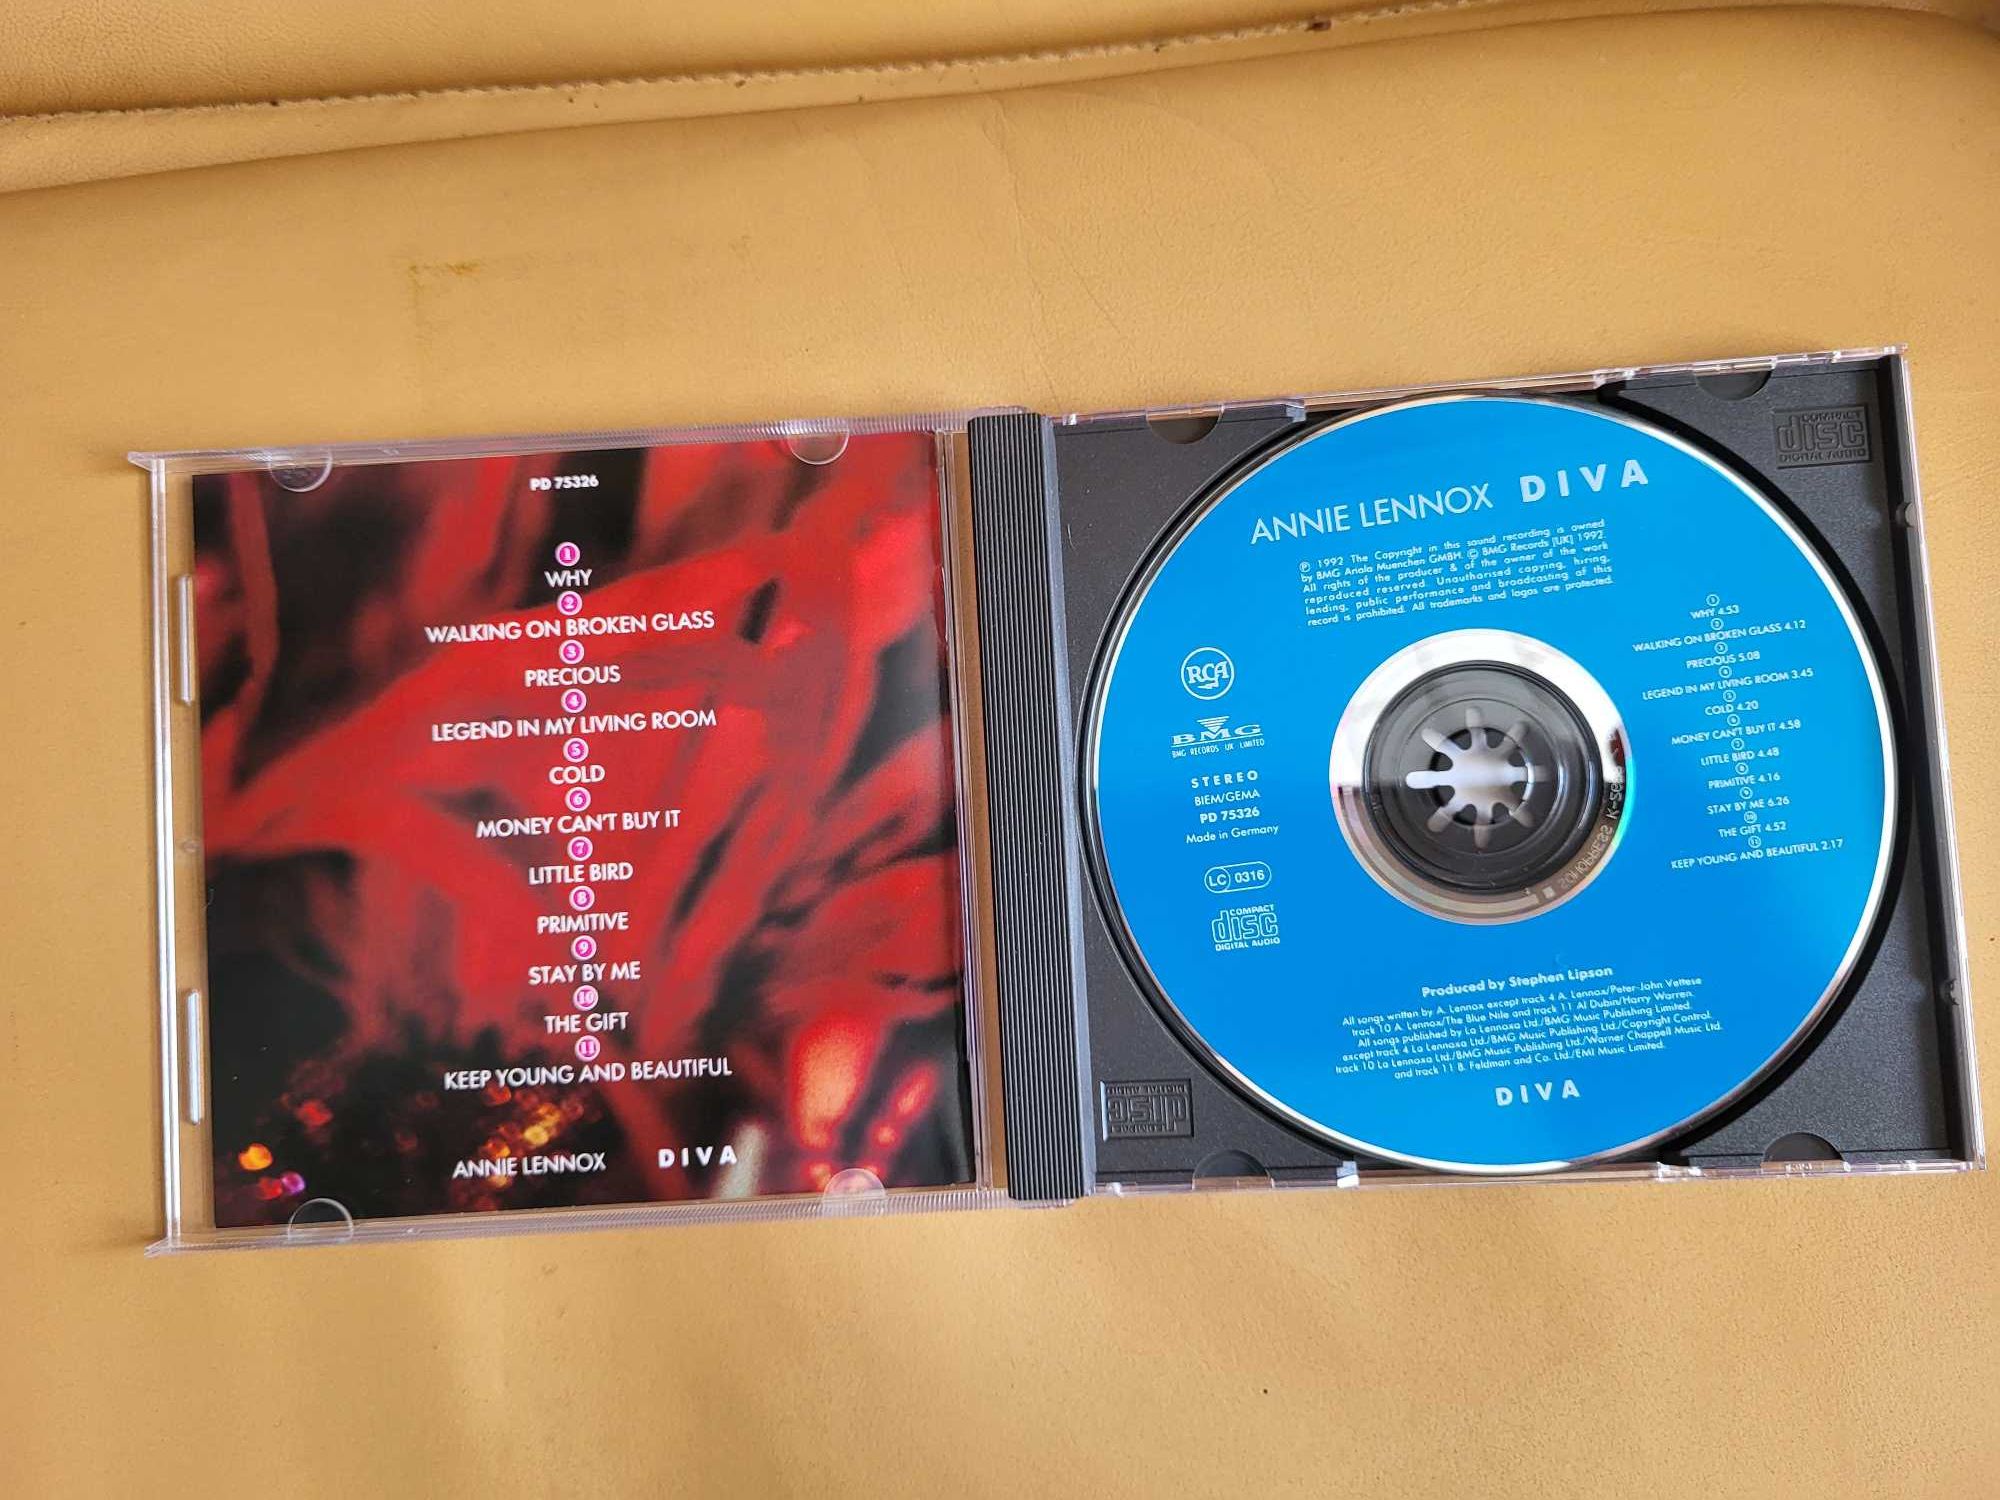 PD 75326
1
WHY
2
WALKING ON BROKEN GLASS
3
PRECIOUS
4
LEGEND IN MY LIVING ROOM
5
COLD
6
MONEY CAN'T BUY IT
7
LITTLE BIRD
8
PRIMITIVE
9
STAY BY ME
10
THE GIFT
11
KEEP YOUNG AND BEAUTIFUL
ANNIE LENNOX DIVA
COMPACT
disc
DIGITAL AUDIO
ANNIE LENNOX DIVA
℗ 1992 The Copyright in this sound recording is owned
by BMG Ariola Muenchen GMBH. © BMG Records [UK] 1992.
All rights of the producer & of the owner of the work
reproduced reserved. Unauthorised copying, hiring,
lending, public performance and broadcasting of this
record is prohibited. All trademarks and logos are protected.
RCA
BMG
BMG RECORDS UK LIMITED
STEREO
BIEM/GEMA
PD 75326
Made in Germany
LC 0316
COMPACT
disc
DIGITAL AUDIO
1
WHY 4.53
2
WALKING ON BROKEN GLASS 4.12
3
PRECIOUS 5.08
4
LEGEND IN MY LIVING ROOM 3.45
5
COLD 4.20
6
MONEY CAN'T BUY IT 4.58
7
LITTLE BIRD 4.48
8
PRIMITIVE 4.16
9
STAY BY ME 6.26
10
THE GIFT 4.52
11
KEEP YOUNG AND BEAUTIFUL 2.17
Produced by Stephen Lipson
All songs written by A. Lennox except track 4 A. Lennox/Peter-John Vettese
track 10 A. Lennox/The Blue Nile and track 11 Al Dubin/Harry Warren.
All songs published by La Lennoxa Ltd./BMG Music Publishing Limited.
except track 4 La Lennoxa Ltd./BMG Music Publishing Ltd./Copyright Control.
track 10 La Lennoxa Ltd./BMG Music Publishing Ltd./Warner Chappell Music Ltd.
and track 11 B. Feldman and Co. Ltd./EMI Music Limited.
DIVA
COMPACT
disc
DIGITAL AUDIO